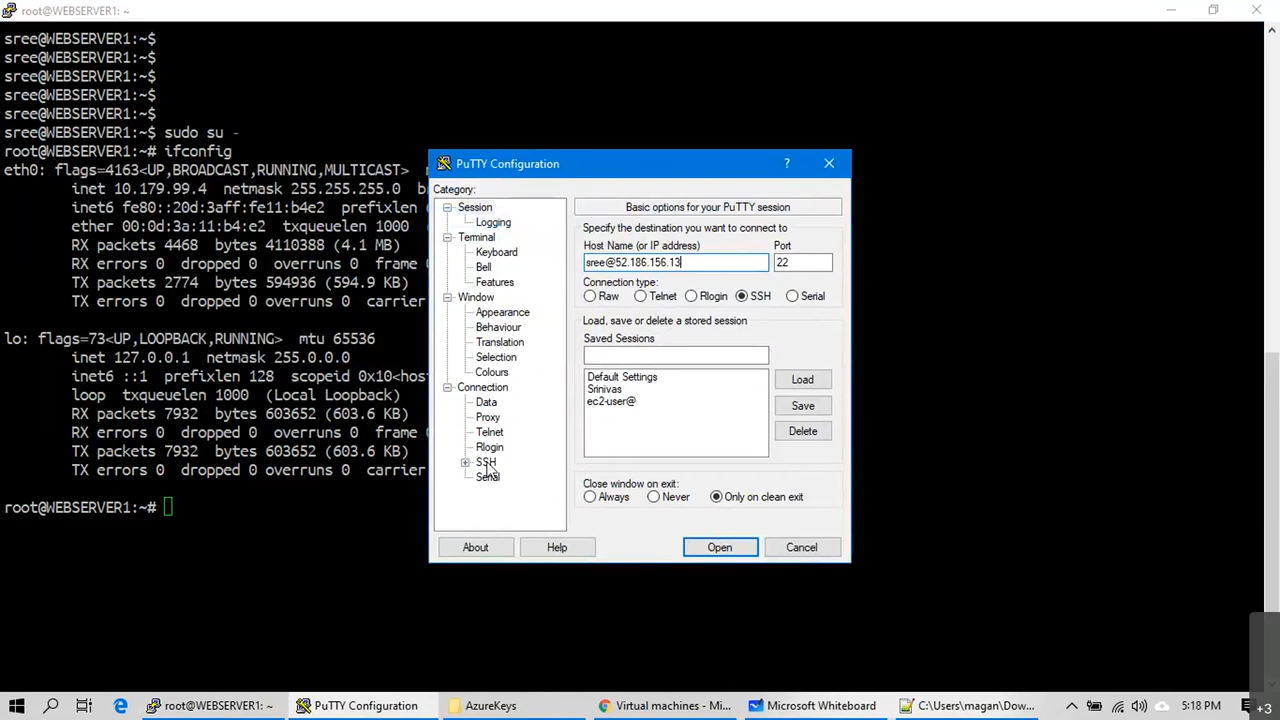 root@WEBSERVER1: ~
sree@WEBSERVER1:~$
sree@WEBSERVER1:~$
sree@WEBSERVER1:~$
sree@WEBSERVER1:~$
sree@WEBSERVER1:~$
sree@WEBSERVER1:~$ sudo su -
root@WEBSERVER1:~# ifconfig
eth0: flags=4163<UP,BROADCAST,RUNNING,MULTICAST>
inet 10.179.99.4 netmask 255.255.255.0
inet6 fe80::20d:3aff:fe11:b4e2 prefixlen
ether 00:0d:3a:11:b4:e2 txqueuelen 1000
RX packets 4468 bytes 4110388 (4.1 MB)
RX errors 0 dropped 0 overruns 0 frame
TX packets 2774 bytes 594936 (594.9 KB)
TX errors 0 dropped 0 overruns 0 carrier
lo: flags=73<UP,LOOPBACK,RUNNING> mtu 65536
inet 127.0.0.1 netmask 255.0.0.0
inet6 ::1 prefixlen 128 scopeid 0x10<host
loop txqueuelen 1000 (Local Loopback)
RX packets 7932 bytes 603652 (603.6 KB)
RX errors 0 dropped 0 overruns 0 frame
TX packets 7932 bytes 603652 (603.6 KB)
TX errors 0 dropped 0 overruns 0 carrier
root@WEBSERVER1:~#
PuTTY Configuration
?
Category:
Session
Logging
Terminal
Keyboard
Bell
Features
Window
Appearance
Behaviour
Translation
Selection
Colours
Connection
Data
Proxy
Telnet
Rlogin
SSH
Serial
Basic options for your PuTTY session
Specify the destination you want to connect to
Host Name (or IP address) Port
sree@52.186.156.13 22
Connection type:
Raw Telnet Rlogin SSH Serial
Load, save or delete a stored session
Saved Sessions
Default Settings
Srinivas
ec2-user@
Load
Save
Delete
Close window on exit:
Always Never Only on clean exit
About Help Open Cancel
root@WEBSERVER1: ~ PuTTY Configuration AzureKeys Virtual machines - Mi... Microsoft Whiteboard C:\Users\magan\Dow... 5:18 PM +3